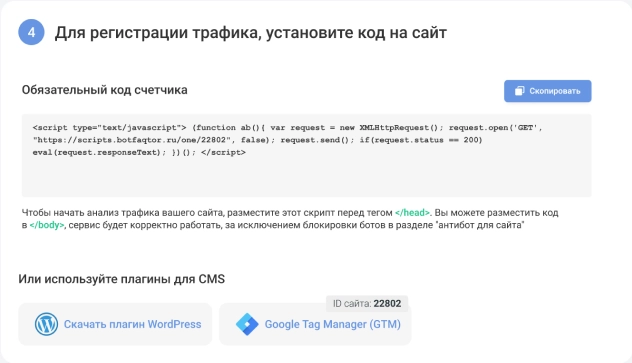 4 Для регистрации трафика, установите код на сайт
Обязательный код счетчика
Скопировать
<script type="text/javascript"> (function ab(){ var request = new XMLHttpRequest(); request.open('GET',
"https://scripts.botfaqtor.ru/one/22802", false); request.send(); if(request.status == 200)
eval(request.responseText); })(); </script>
Чтобы начать анализ трафика вашего сайта, разместите этот скрипт перед тегом </head>. Вы можете разместить код
в </body>, сервис будет корректно работать, за исключением блокировки ботов в разделе "антибот для сайта"
Или используйте плагины для CMS
ID сайта: 22802
Скачать плагин WordPress
Google Tag Manager (GTM)